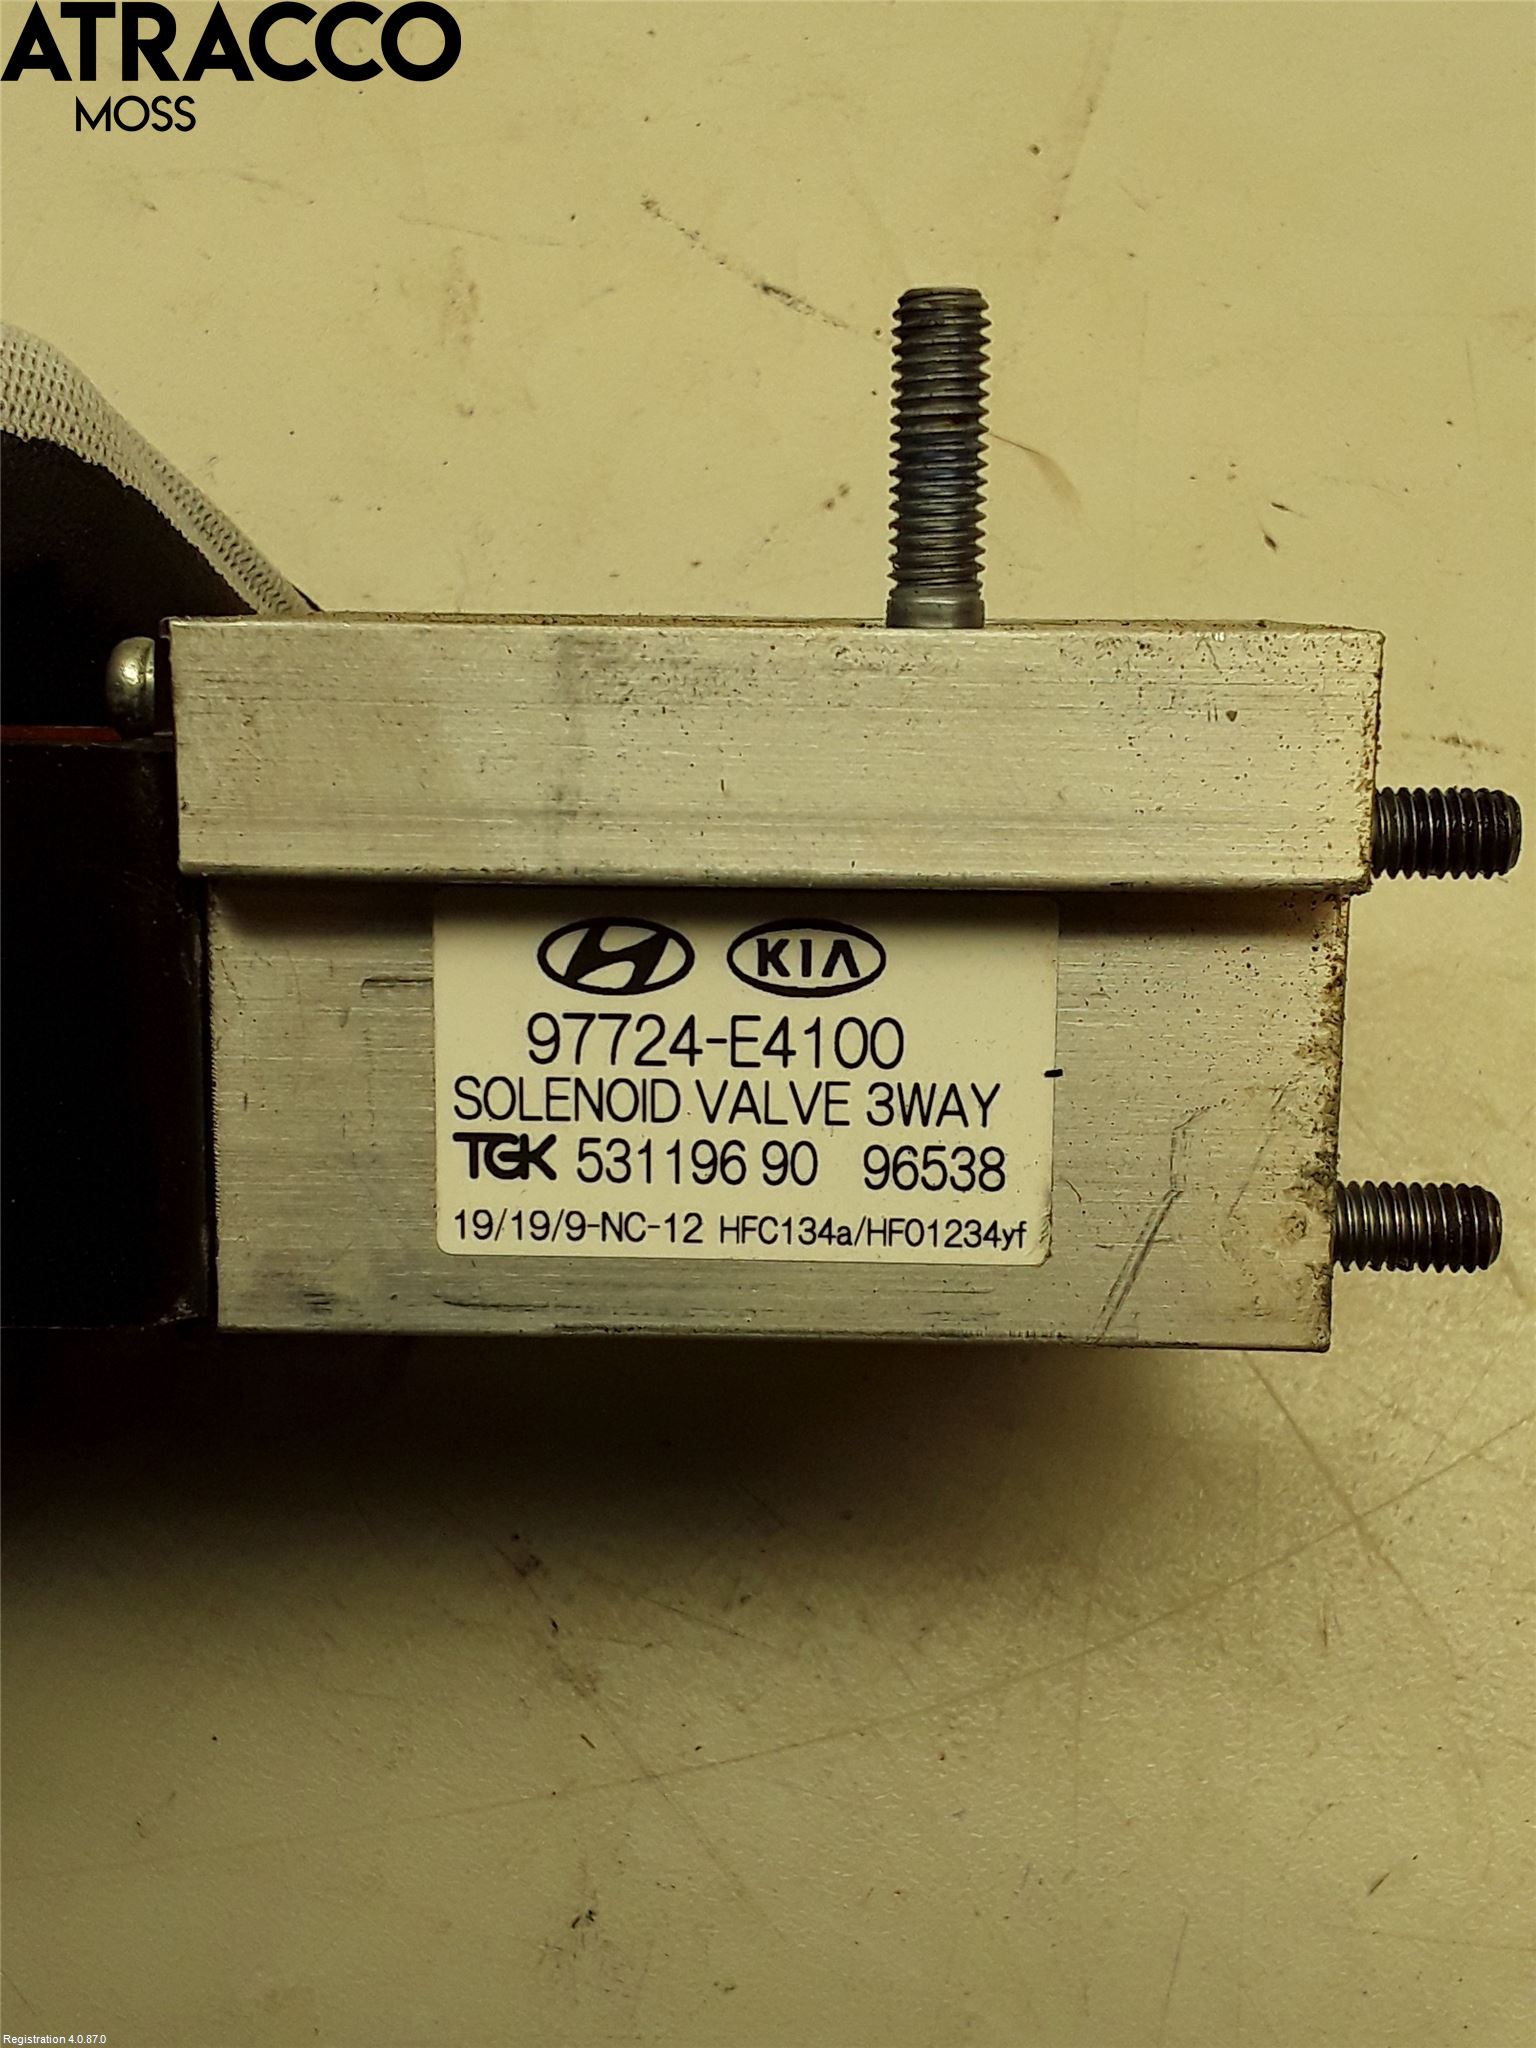 ATRACCO
MOSS
KIA
97724-E4100
SOLENOID VALVE 3WAY
TGK 531196 90 96538
19/19/9-NC-12 HFC134a/HFO1234yf
Registration 4.0.87.0